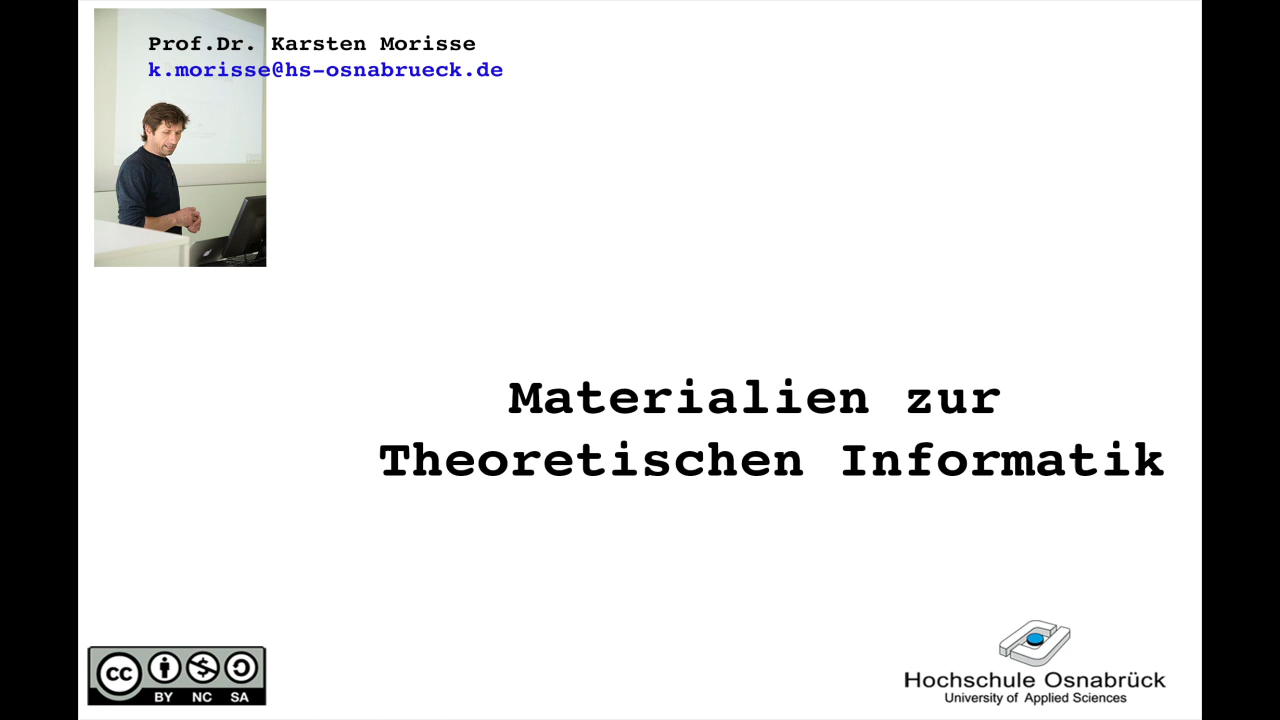 Prof.Dr. Karsten Morisse
k.morisse@hs-osnabrueck.de
Materialien zur
Theoretischen Informatik
cc
BY NC SA
Hochschule Osnabrück
University of Applied Sciences